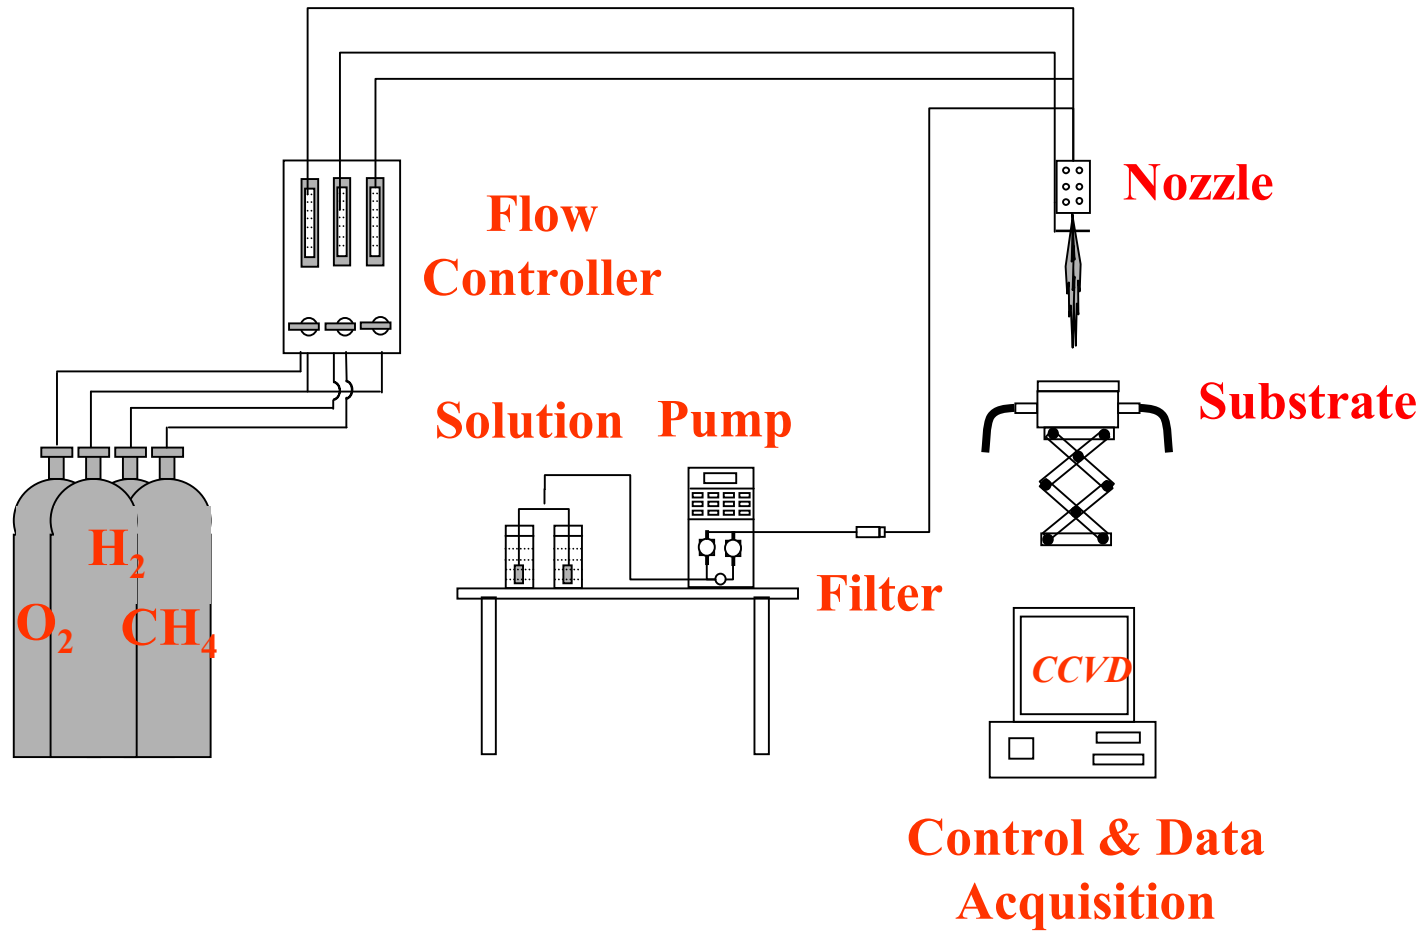 Nozzle
Flow
Controller
Substrate
Solution
Pump
H2
Filter
O2
CH4
CCVD
Control & Data
Acquisition